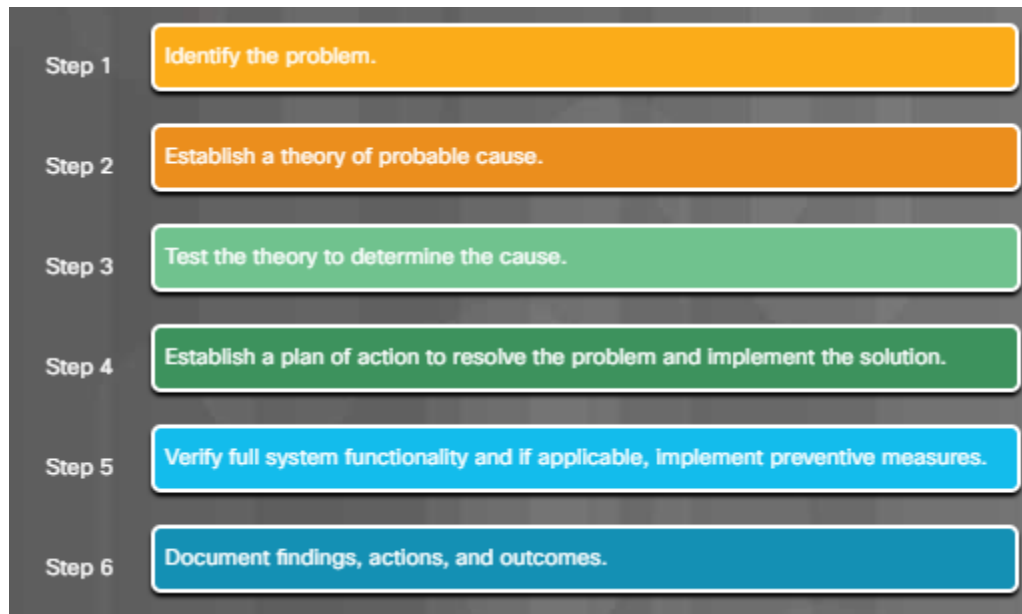 Step 1
Identify the problem.
Step 2
Establish a theory of probable cause.
Step 3
Test the theory to determine the cause.
Step 4
Establish a plan of action to resolve the problem and implement the solution.
Step 5
Verify full system functionality and if applicable, implement preventive measures.
Step 6
Document findings, actions, and outcomes.